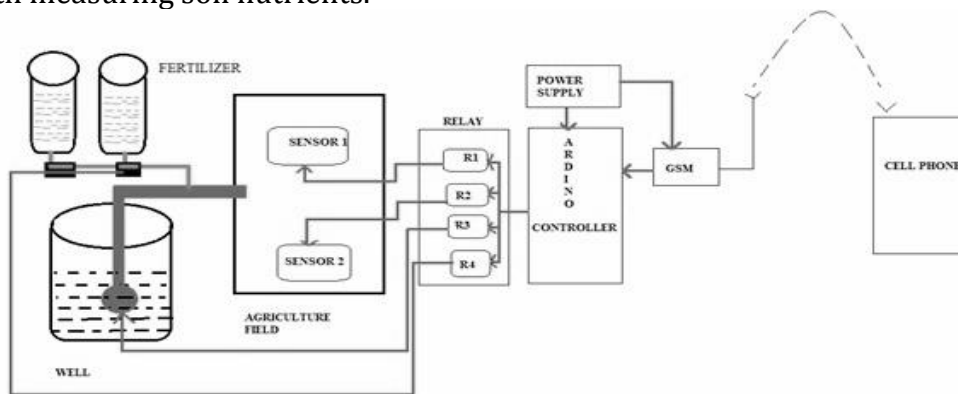 measuring soil nutrients.
FERTILIZER
SENSOR 1
SENSOR 2
AGRICULTURE
FIELD
WELL
RELAY
R1
R2
R3
R4
POWER
SUPPLY
ARDINO
CONTROLLER
GSM
CELL PHONE